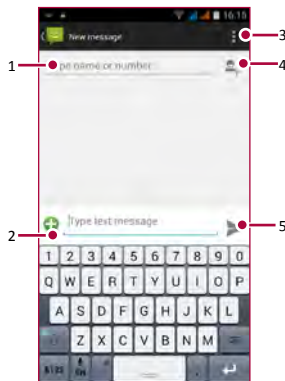 16:15
New message 3
1 pe name or number 4
Type text message
2 5
1 2 3 4 5 6 7 8 9 0
Q W E R T Y U I O P
A S D F G H J K L
Z X C V B N M
EN